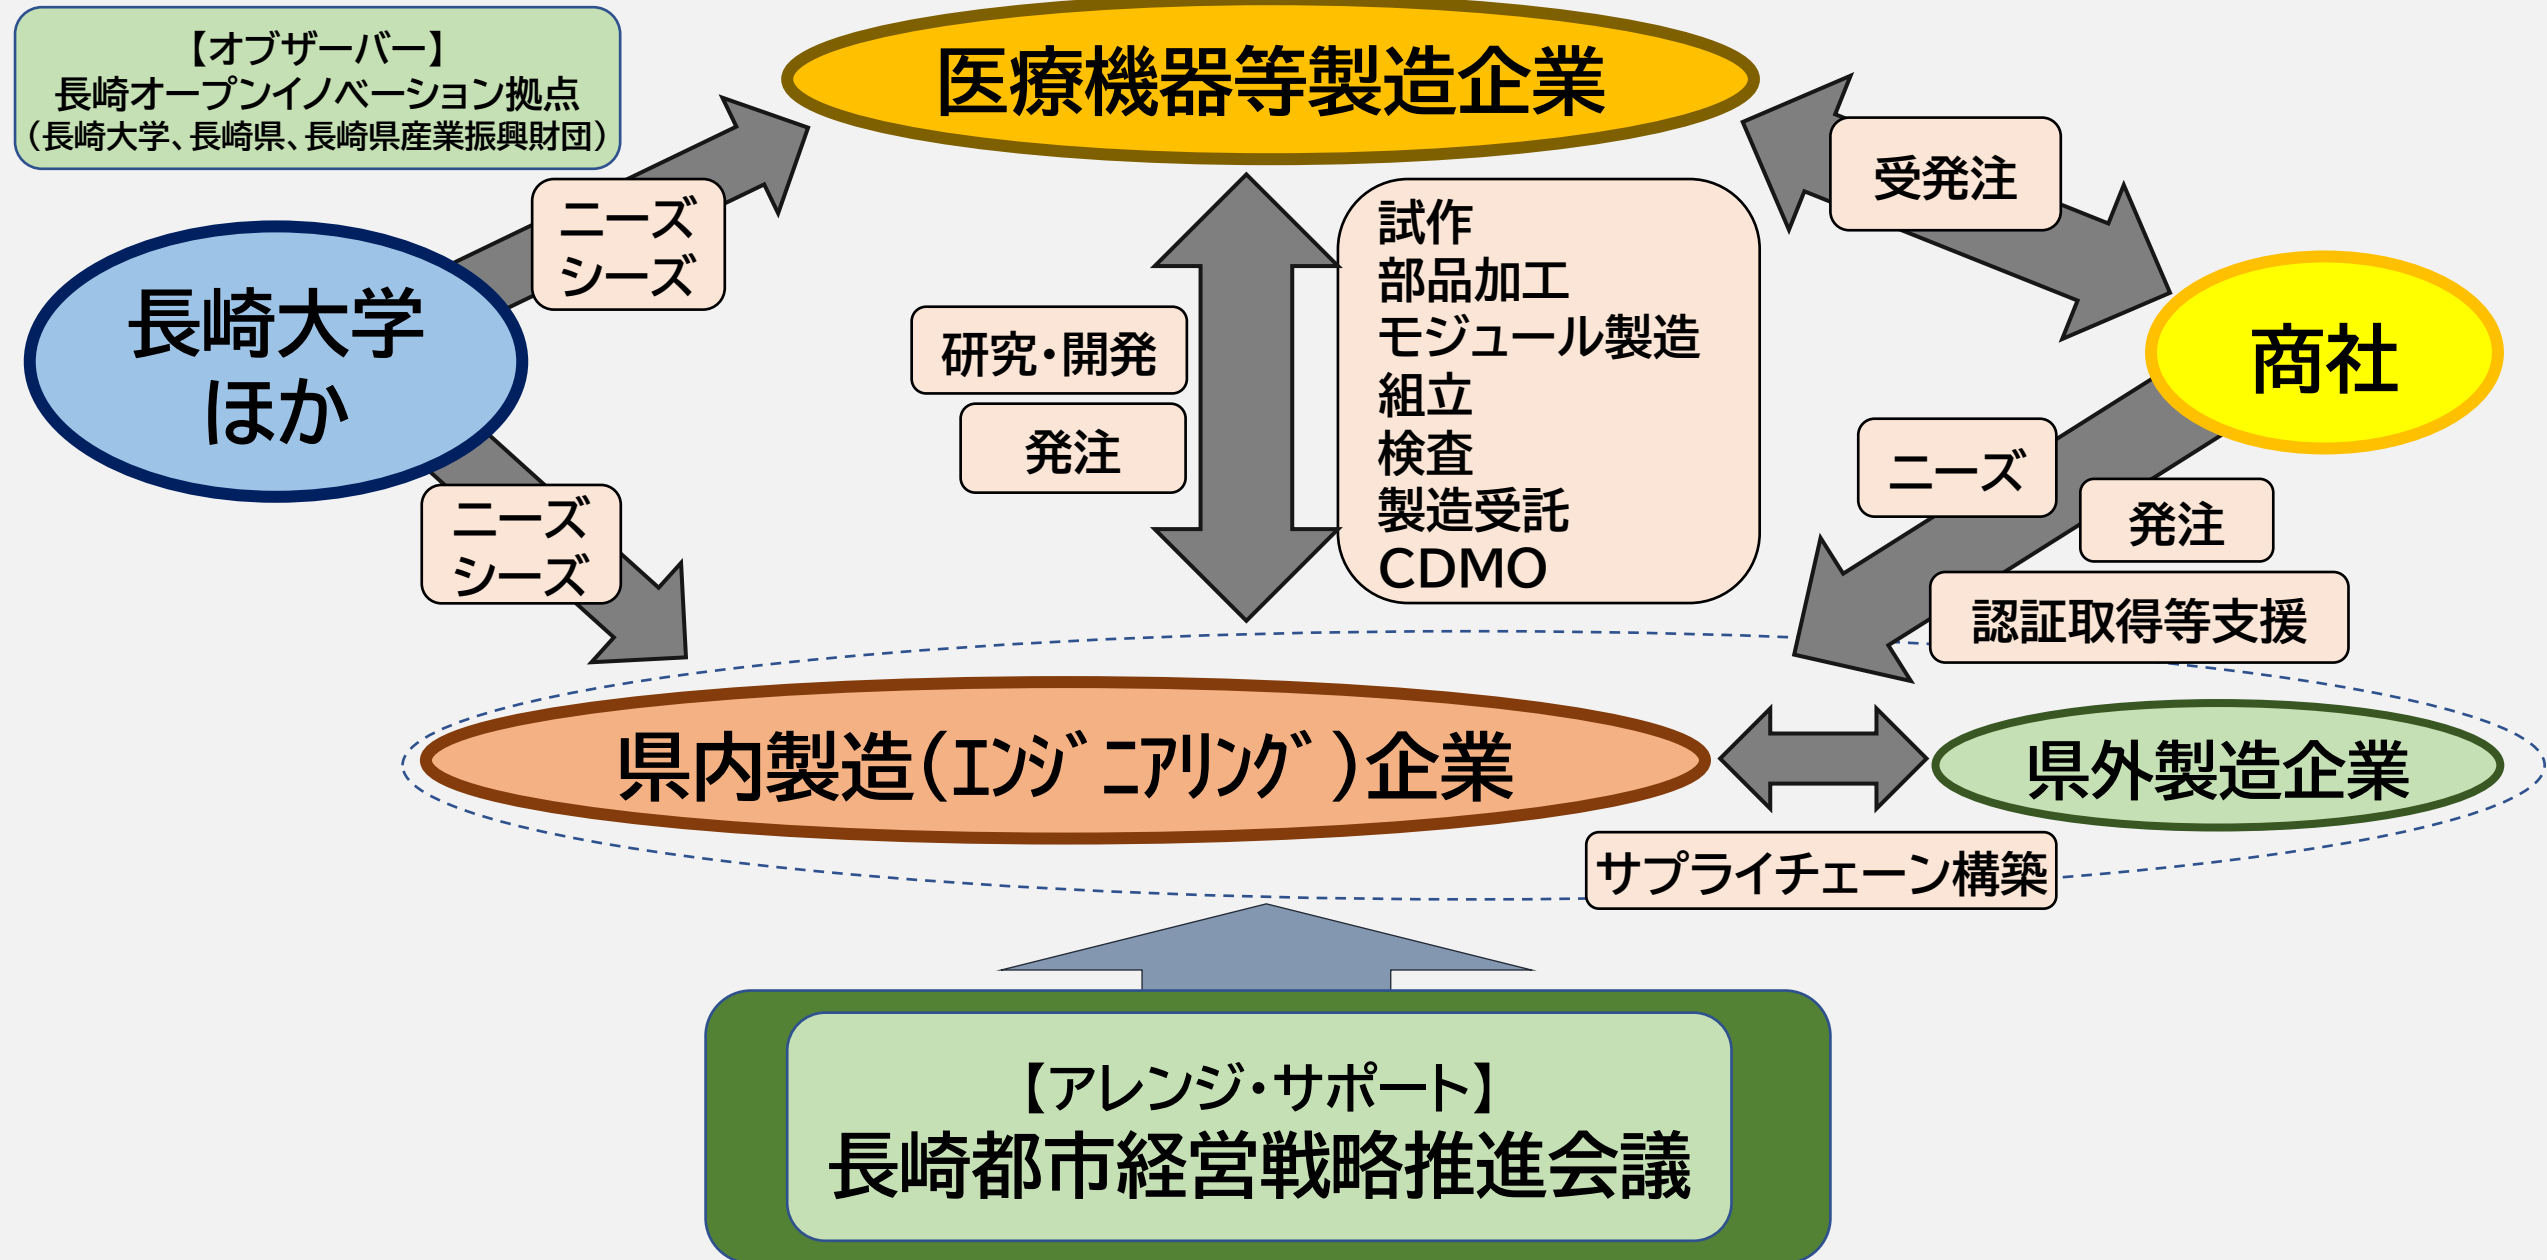 【オブザーバー】
長崎オープンイノベーション拠点
（長崎大学、長崎県、長崎県産業振興財団）
医療機器等製造企業
受発注
ニーズ
シーズ
長崎大学
ほか
試作
部品加工
モジュール製造
組立
検査
製造受託
CDMO
研究・開発
発注
商社
ニーズ
発注
認証取得等支援
ニーズ
シーズ
県内製造（ｴﾝｼﾞﾆｱﾘﾝｸﾞ）企業
県外製造企業
サプライチェーン構築
【アレンジ・サポート】
長崎都市経営戦略推進会議